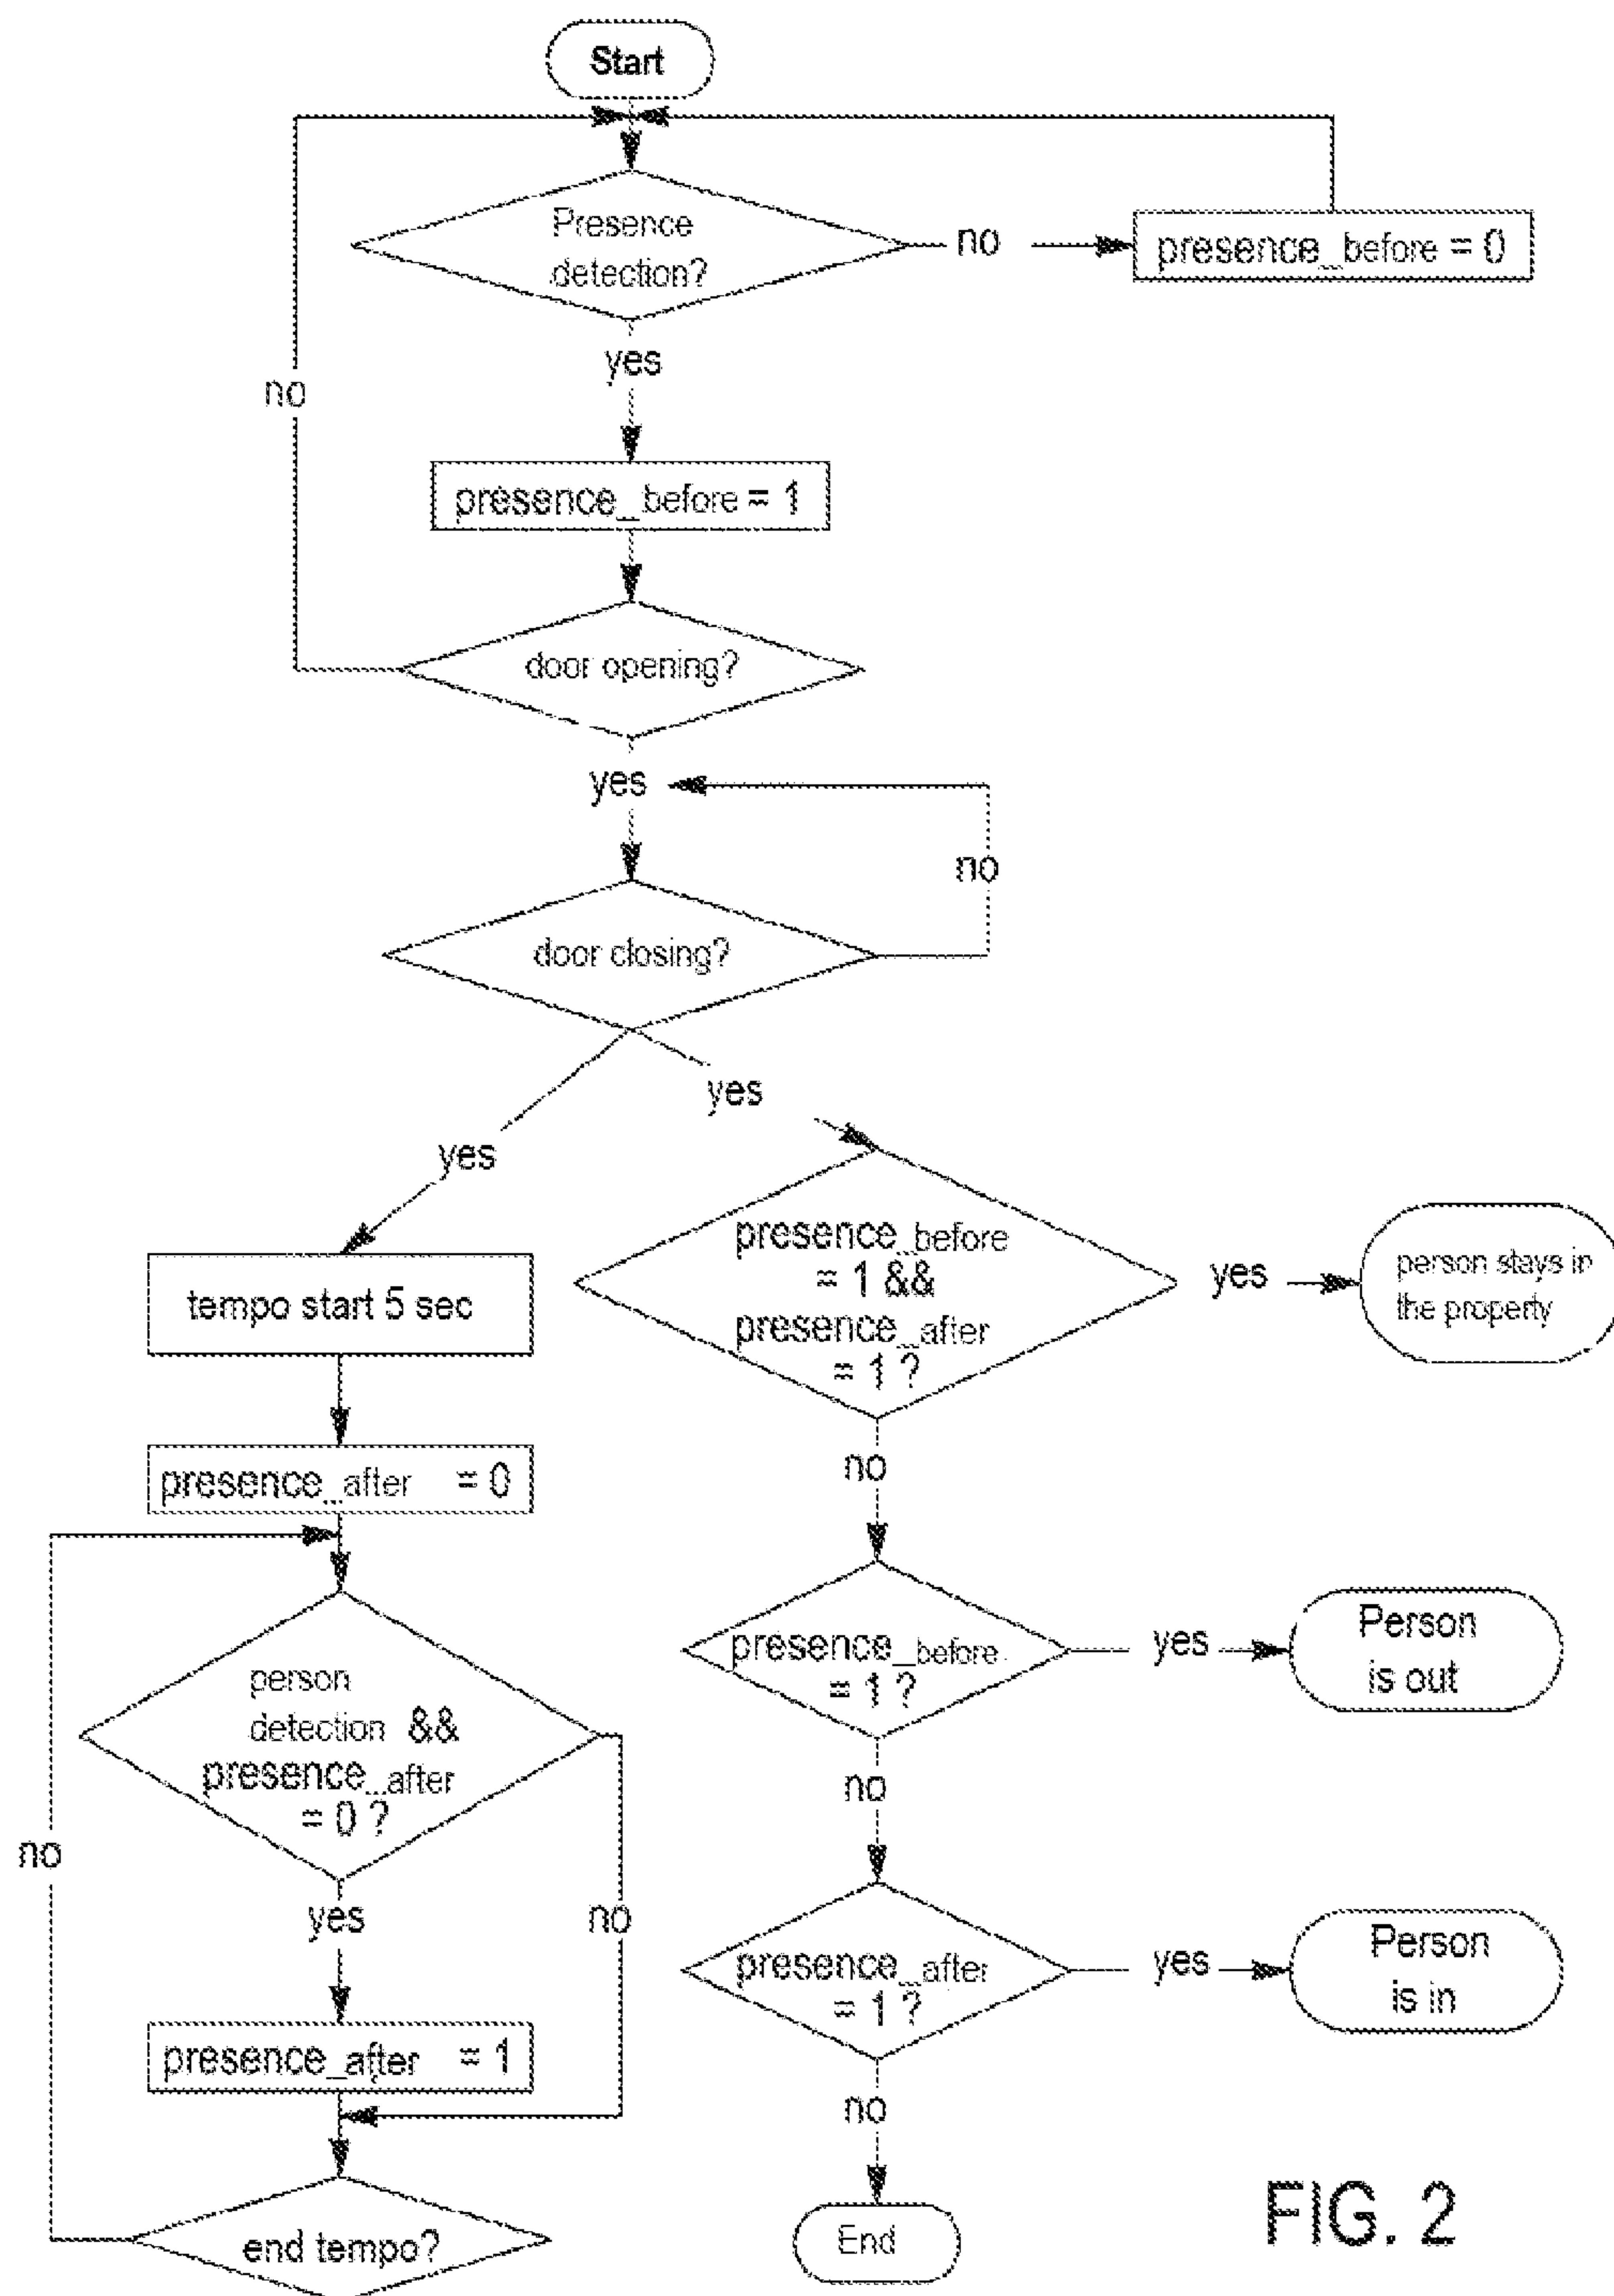 Start
Presence
detection?
no
presence_before = 0
yes
no
presence_before = 1
door opening?
yes
no
door closing?
yes
yes
presence_before
= 1 &&
presence_after
= 1 ?
yes
person stays in
the property
tempo start 5 sec
no
presence_after = 0
presence_before
= 1 ?
yes
Person
is out
person
detection &&
presence_after
= 0 ?
no
no
yes
no
presence_after
= 1 ?
yes
Person
is in
presence_after = 1
no
end tempo?
End
FIG. 2